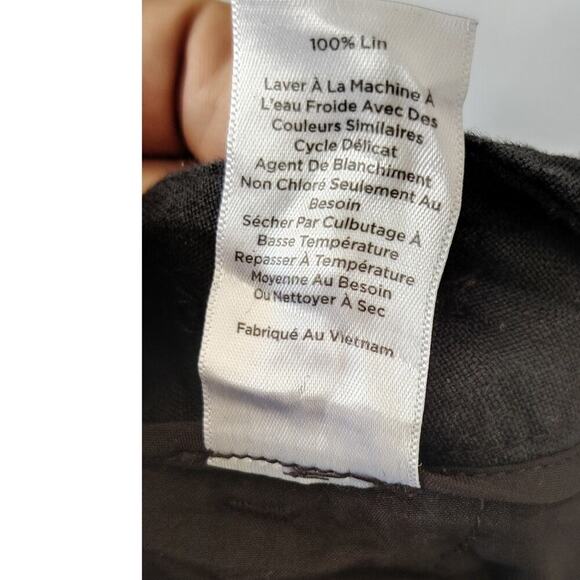 100% Lin
Laver À La Machine À
L'eau Froide Avec Des
Couleurs Similaires
Cycle Délicat
Agent De Blanchiment
Non Chloré Seulement Au
Besoin
Sécher Par Culbutage À
Basse Température
Repasser À Température
Moyenne Au Besoin
Ou Nettoyer À Sec
Fabriqué Au Vietnam